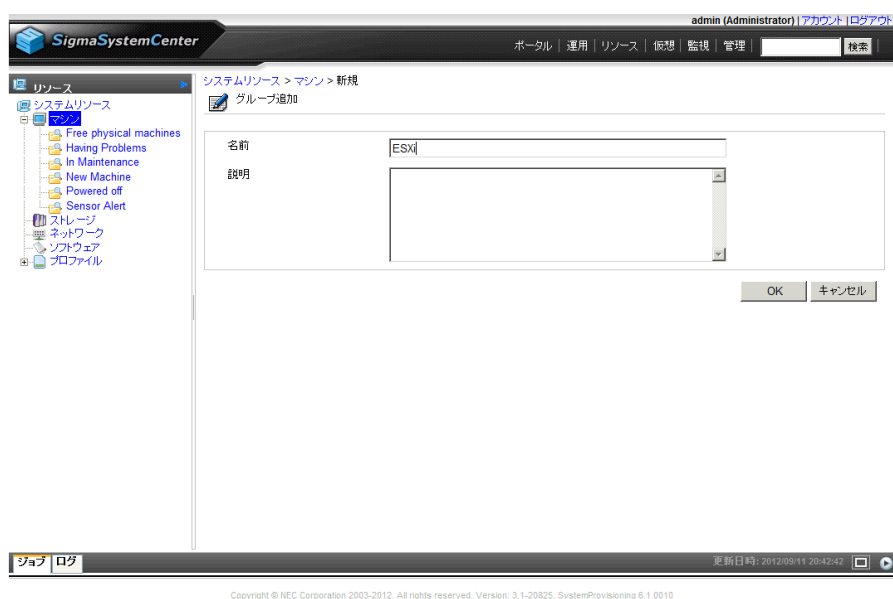 admin (Administrator) | アカウント | ログアウト
SigmaSystemCenter
ポータル | 運用 | リソース | 仮想 | 監視 | 管理 | 検索
リソース
システムリソース
マシン
Free physical machines
Having Problems
In Maintenance
New Machine
Powered off
Sensor Alert
ストレージ
ネットワーク
ソフトウェア
プロファイル
システムリソース > マシン > 新規
グループ追加
名前 ESXi
説明
OK キャンセル
ジョブ ログ
更新日時: 2012/09/11 20:42:42
Copyright © NEC Corporation 2003-2012. All rights reserved. Version: 3.1-20825, SystemProvisioning 6.1.0010